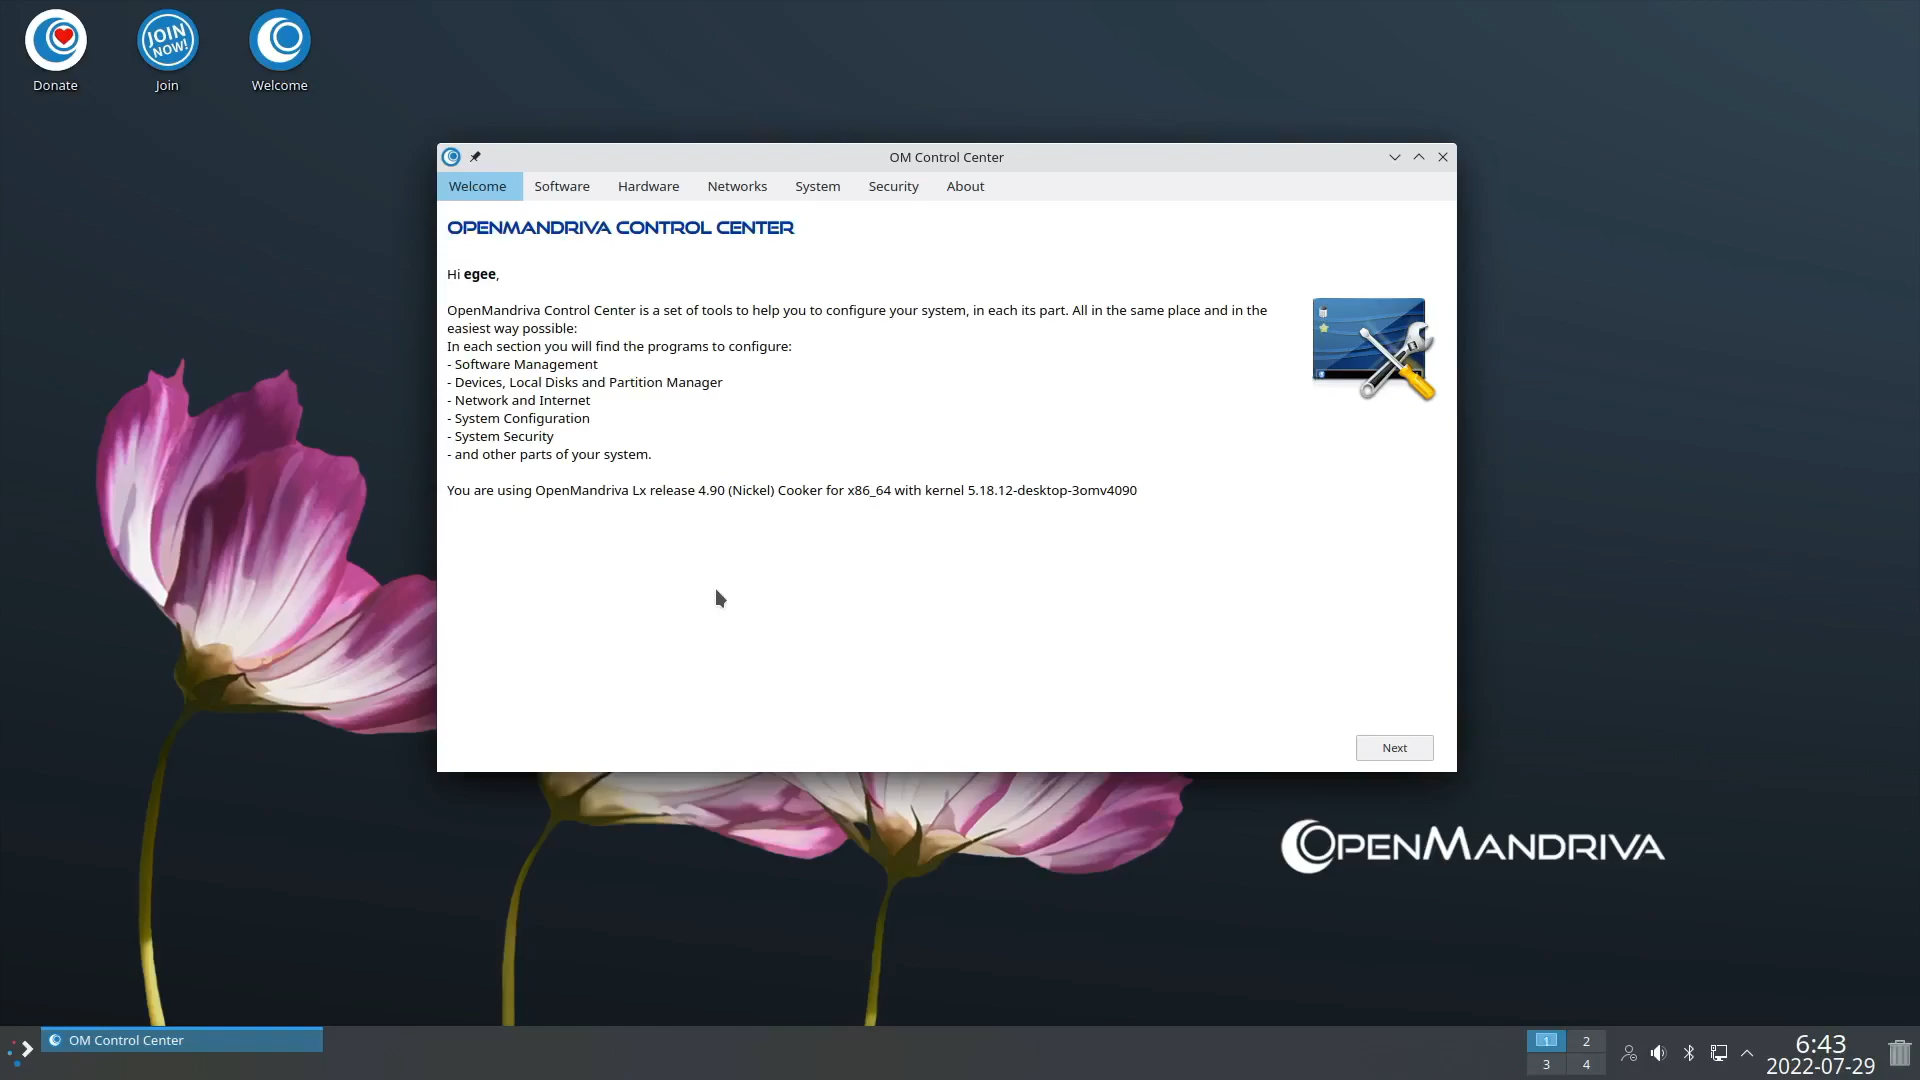 JOIN NOW!
Donate
Join
Welcome
OM Control Center
Welcome Software Hardware Networks System Security About
OPENMANDRIVA CONTROL CENTER
Hi egee,
OpenMandriva Control Center is a set of tools to help you to configure your system, in each its part. All in the same place and in the
easiest way possible:
In each section you will find the programs to configure:
- Software Management
- Devices, Local Disks and Partition Manager
- Network and Internet
- System Configuration
- System Security
- and other parts of your system.
You are using OpenMandriva Lx release 4.90 (Nickel) Cooker for x86_64 with kernel 5.18.12-desktop-3omv4090
Next
OPENMANDRIVA
OM Control Center
1 2
3 4
6:43
2022-07-29